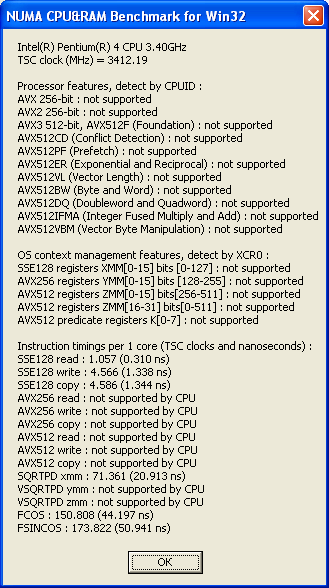 NUMA CPU&RAM Benchmark for Win32
Intel(R) Pentium(R) 4 CPU 3.40GHz
TSC clock (MHz) = 3412.19
Processor features, detect by CPUID :
AVX 256-bit : not supported
AVX2 256-bit : not supported
AVX3 512-bit, AVX512F (Foundation) : not supported
AVX512CD (Conflict Detection) : not supported
AVX512PF (Prefetch) : not supported
AVX512ER (Exponential and Reciprocal) : not supported
AVX512VL (Vector Length) : not supported
AVX512BW (Byte and Word) : not supported
AVX512DQ (Doubleword and Quadword) : not supported
AVX512IFMA (Integer Fused Multiply and Add) : not supported
AVX512VBM (Vector Byte Manipulation) : not supported
OS context management features, detect by XCR0 :
SSE128 registers XMM[0-15] bits [0-127] : not supported
AVX256 registers YMM[0-15] bits [128-255] : not supported
AVX512 registers ZMM[0-15] bits[256-511] : not supported
AVX512 registers ZMM[16-31] bits[0-511] : not supported
AVX512 predicate registers K[0-7] : not supported
Instruction timings per 1 core (TSC clocks and nanoseconds) :
SSE128 read : 1.057 (0.310 ns)
SSE128 write : 4.566 (1.338 ns)
SSE128 copy : 4.586 (1.344 ns)
AVX256 read : not supported by CPU
AVX256 write : not supported by CPU
AVX256 copy : not supported by CPU
AVX512 read : not supported by CPU
AVX512 write : not supported by CPU
AVX512 copy : not supported by CPU
SQRTPD xmm : 71.361 (20.913 ns)
VSQRTPD ymm : not supported by CPU
VSQRTPD zmm : not supported by CPU
FCOS : 150.808 (44.197 ns)
FSINCOS : 173.822 (50.941 ns)
OK